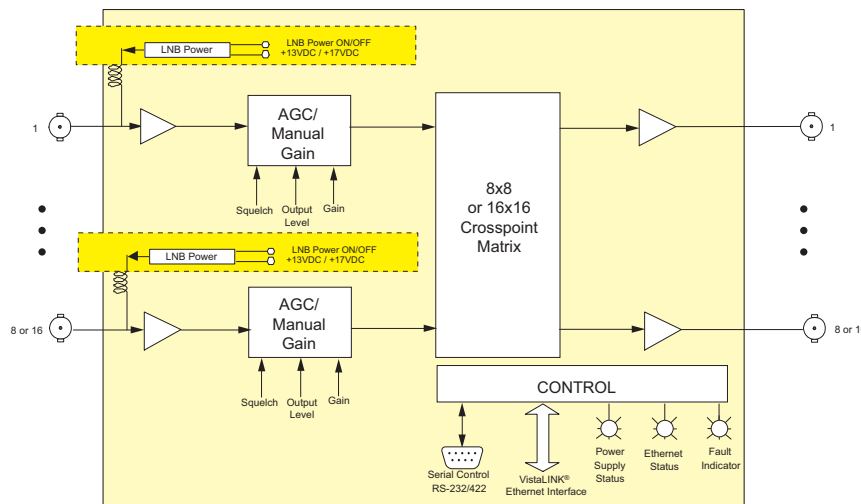 LNB Power ON/OFF
LNB Power
+13VDC / +17VDC
1
AGC/
Manual
Gain
Squelch
Output
Level
Gain
8x8
or 16x16
Crosspoint
Matrix
1
LNB Power ON/OFF
LNB Power
+13VDC / +17VDC
8 or 16
AGC/
Manual
Gain
Squelch
Output
Level
Gain
8 or 1
CONTROL
Serial Control
RS-232/422
VistaLINK®
Ethernet Interface
Power
Supply
Status
Ethernet
Status
Fault
Indicator